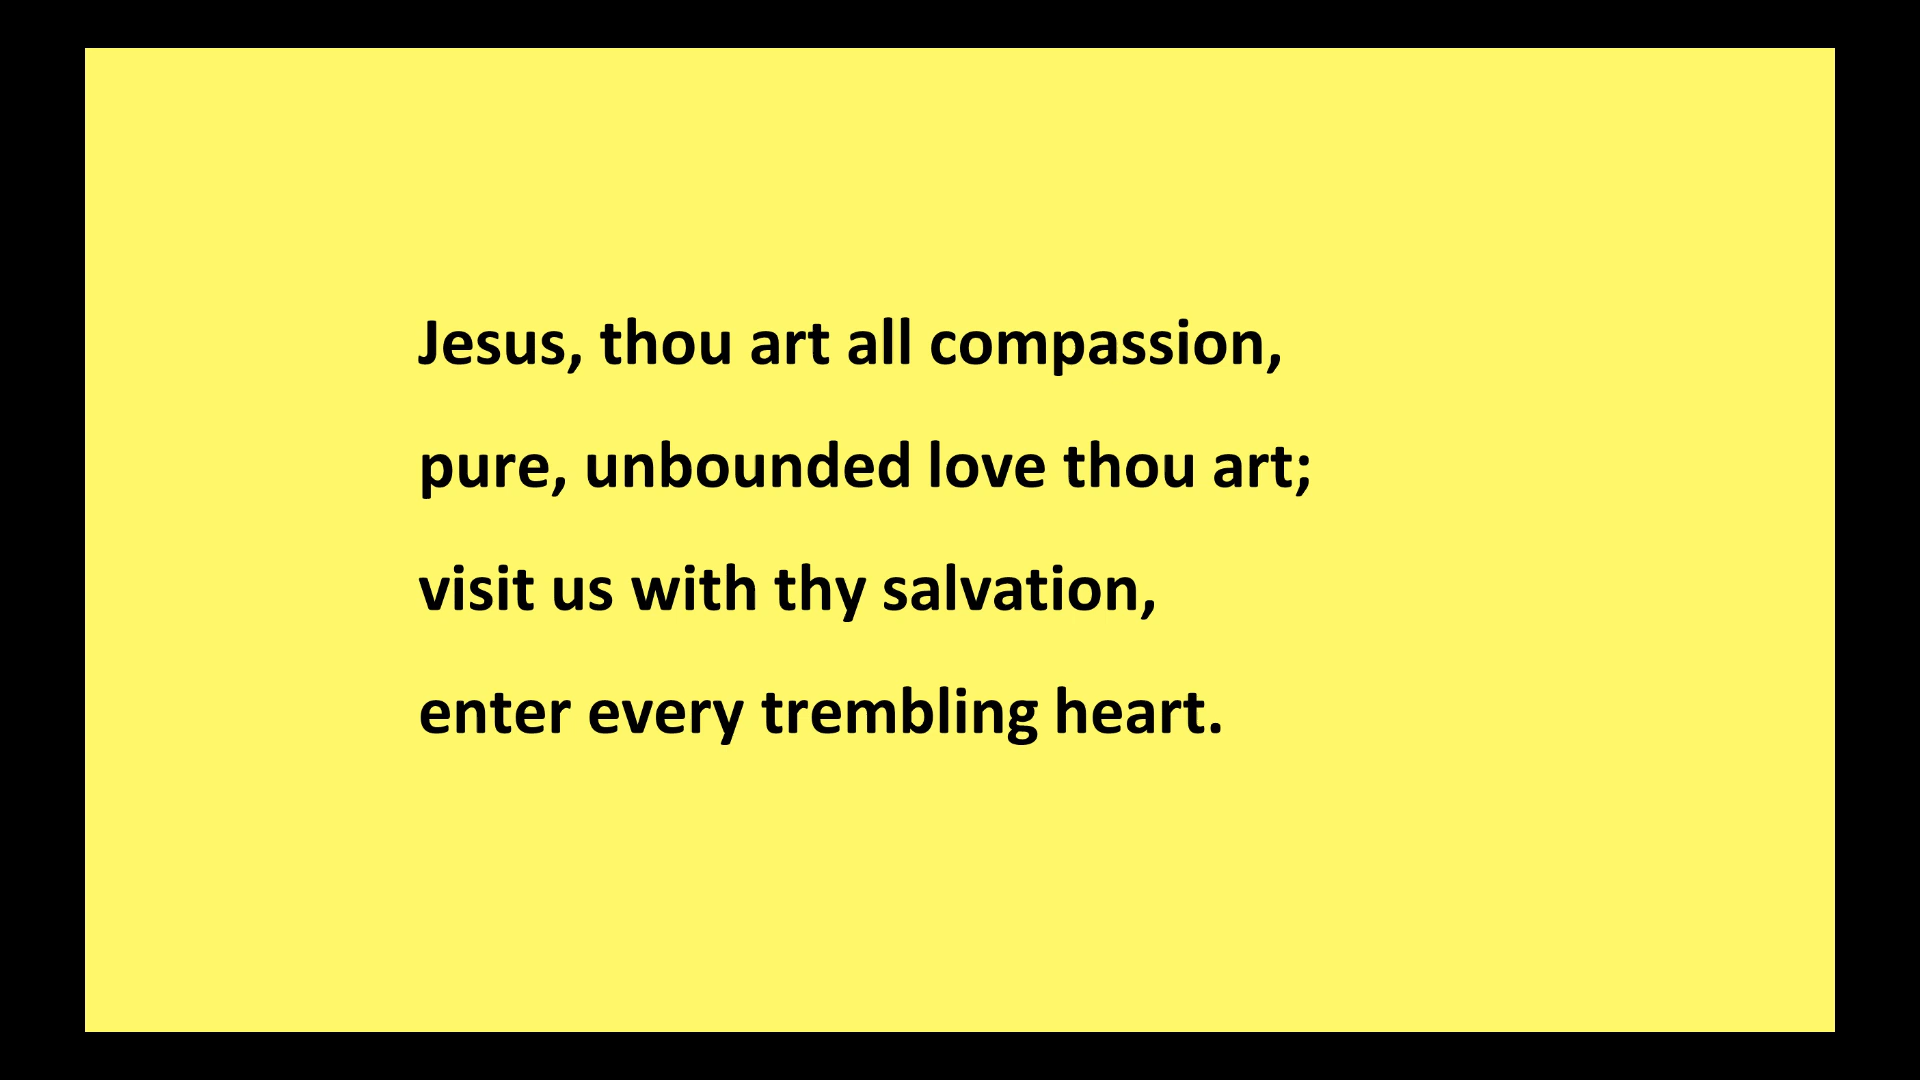 Jesus, thou art all compassion,
pure, unbounded love thou art;
visit us with thy salvation,
enter every trembling heart.